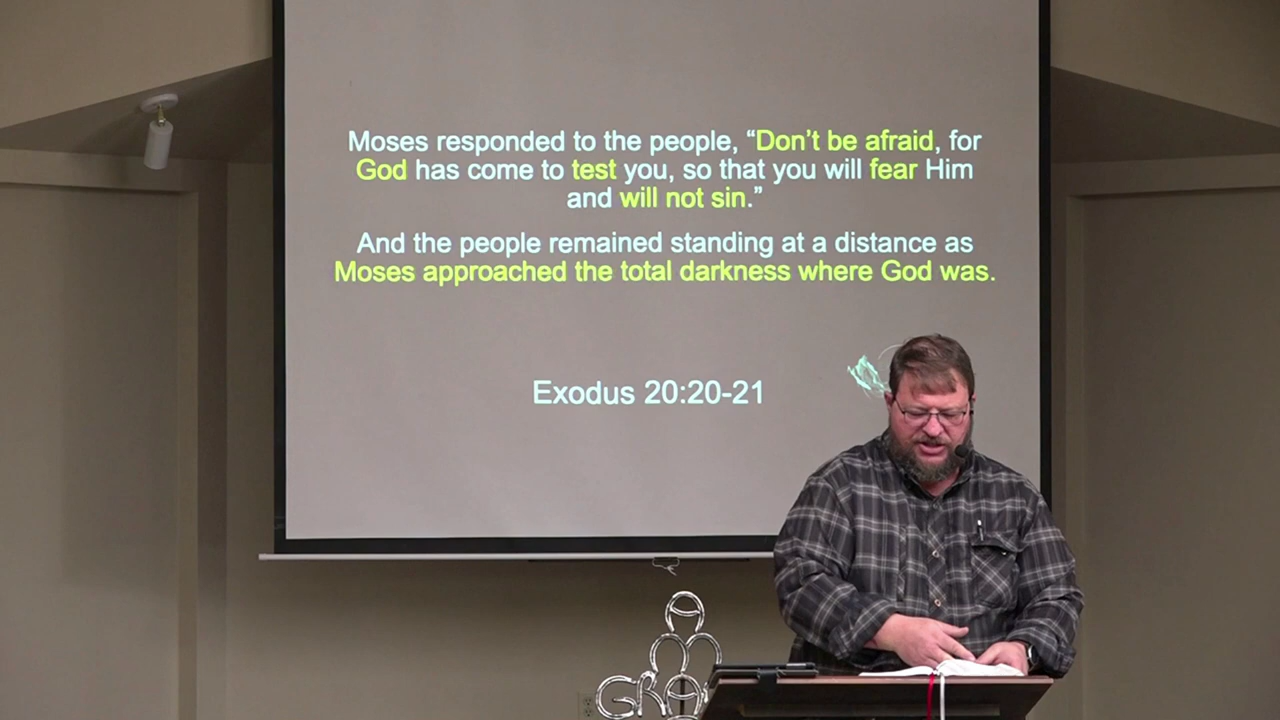 Moses responded to the people, “Don’t be afraid, for
God has come to test you, so that you will fear Him
and will not sin.”
And the people remained standing at a distance as
Moses approached the total darkness where God was.
Exodus 20:20-21